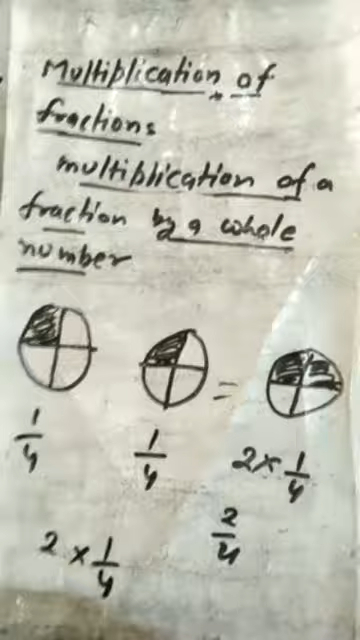 Multiplication of
fractions
multiplication of a
fraction by a whole
number
=
1/4 1/4 2 × 1/4
2 × 1/4 2/4